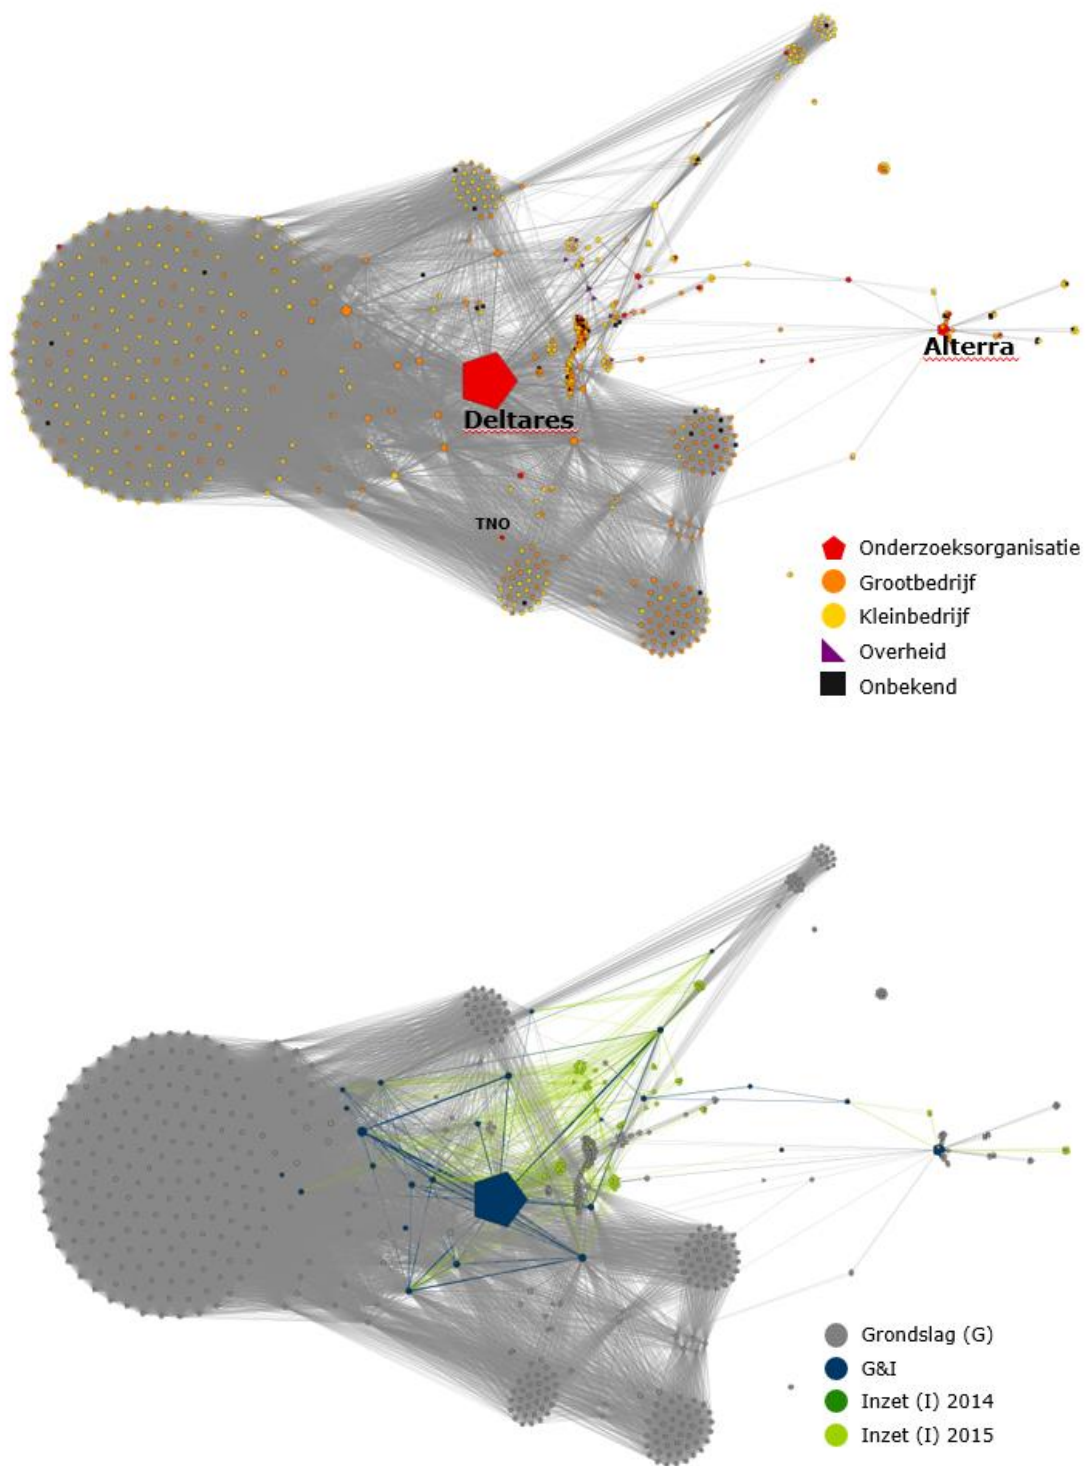 Alterra
Deltares
TNO
Onderzoeksorganisatie
Grootbedrijf
Kleinbedrijf
Overheid
Onbekend
Grondslag (G)
G&I
Inzet (I) 2014
Inzet (I) 2015